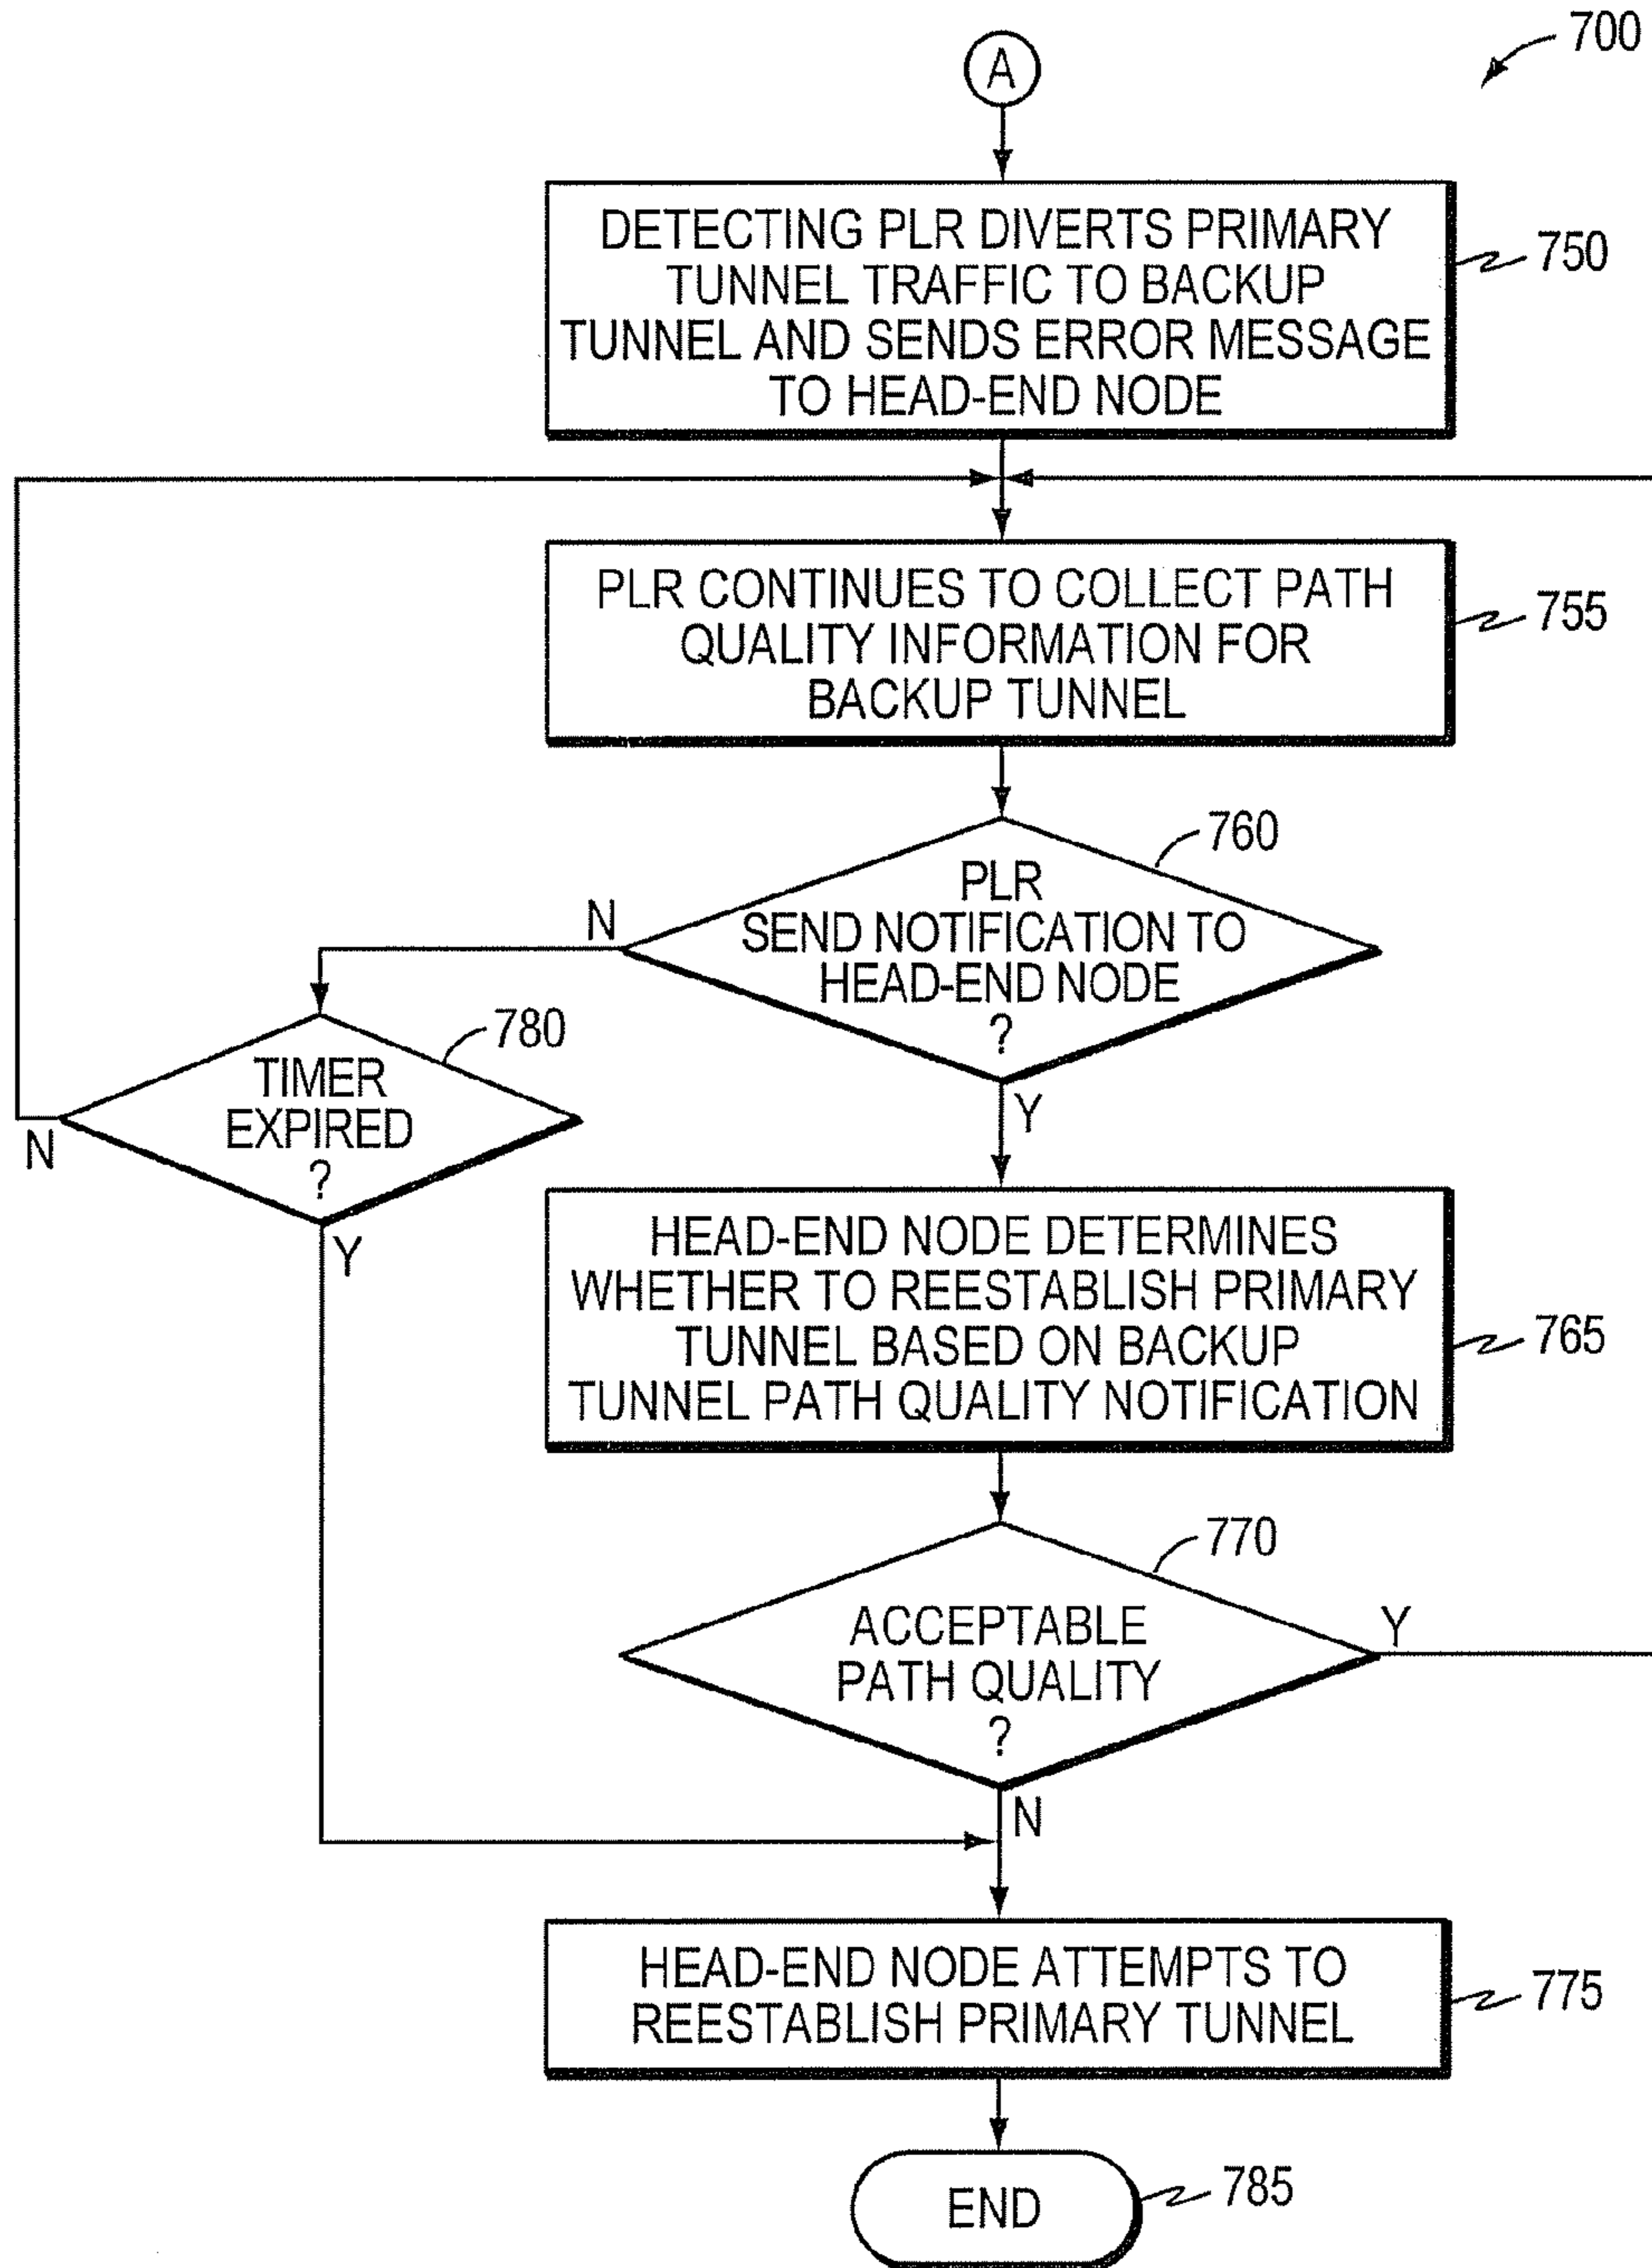 700
A
DETECTING PLR DIVERTS PRIMARY
TUNNEL TRAFFIC TO BACKUP
TUNNEL AND SENDS ERROR MESSAGE
TO HEAD-END NODE
750
PLR CONTINUES TO COLLECT PATH
QUALITY INFORMATION FOR
BACKUP TUNNEL
755
760
PLR
SEND NOTIFICATION TO
HEAD-END NODE
?
N
Y
780
TIMER
EXPIRED
?
N
Y
HEAD-END NODE DETERMINES
WHETHER TO REESTABLISH PRIMARY
TUNNEL BASED ON BACKUP
TUNNEL PATH QUALITY NOTIFICATION
765
770
ACCEPTABLE
PATH QUALITY
?
Y
N
HEAD-END NODE ATTEMPTS TO
REESTABLISH PRIMARY TUNNEL
775
END
785